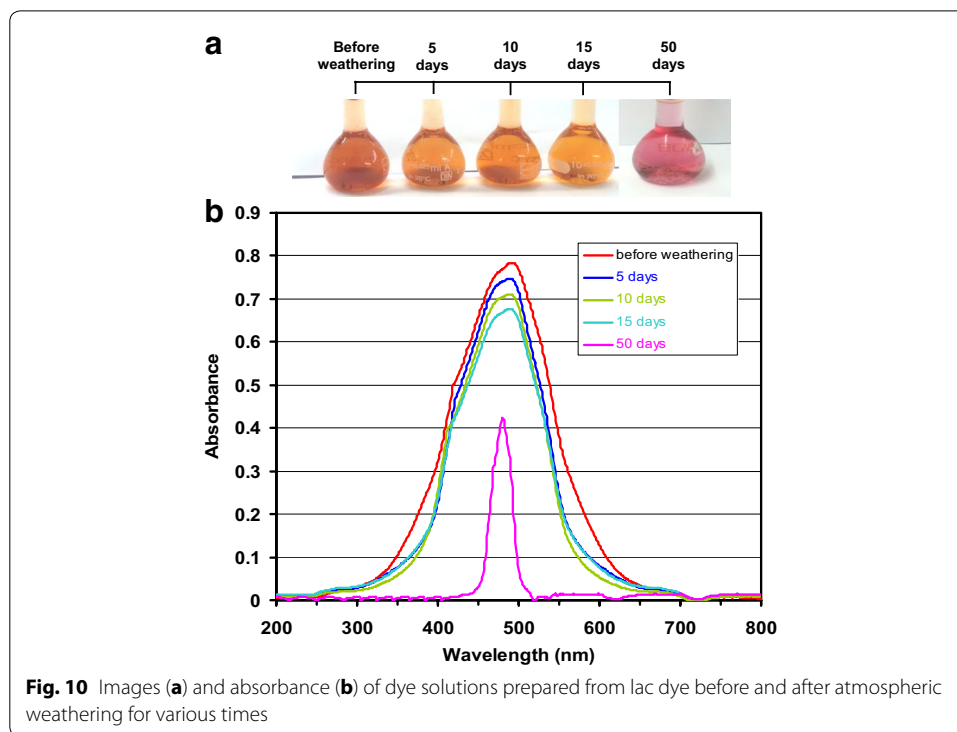 a
Before weathering
5 days
10 days
15 days
50 days
b
0.9
0.8
0.7
0.6
0.5
0.4
0.3
0.2
0.1
0
Absorbance
before weathering
5 days
10 days
15 days
50 days
200 300 400 500 600 700 800
Wavelength (nm)
Fig. 10 Images (a) and absorbance (b) of dye solutions prepared from lac dye before and after atmospheric
weathering for various times